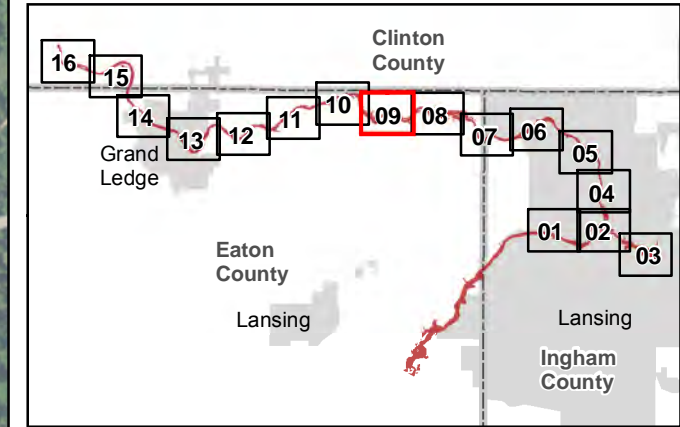 Clinton
County
16
15
14
13
12
11
10
09
08
07
06
05
04
01
02
03
Grand
Ledge
Eaton
County
Lansing
Lansing
Ingham
County